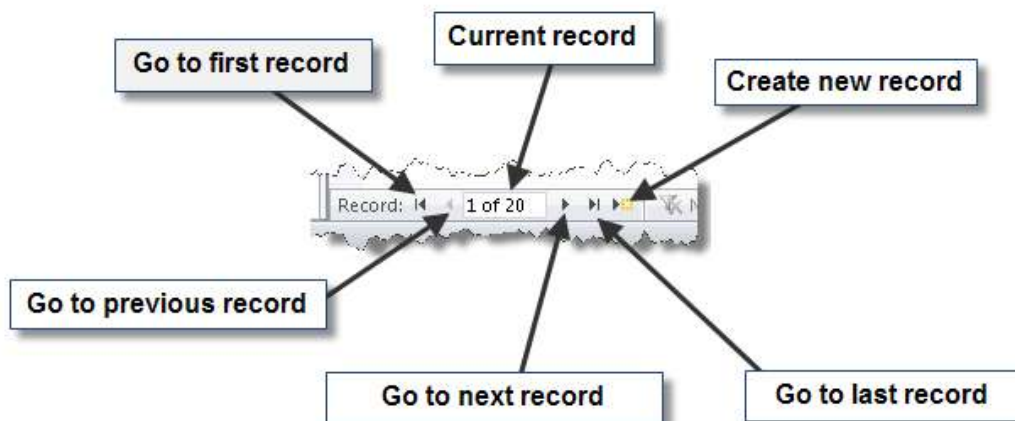 Current record
Go to first record
Create new record
Record: 1 of 20
Go to previous record
Go to next record
Go to last record